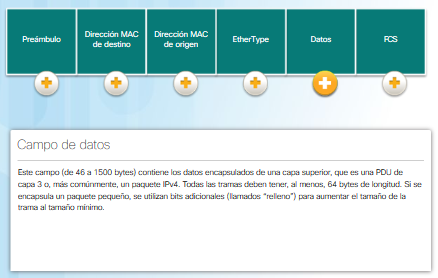 Preámbulo
Dirección MAC
de destino
Dirección MAC
de origen
EtherType
Datos
FCS
Campo de datos
Este campo (de 46 a 1500 bytes) contiene los datos encapsulados de una capa superior, que es una PDU de
capa 3 o, más comúnmente, un paquete IPv4. Todas las tramas deben tener, al menos, 64 bytes de longitud. Si se
encapsula un paquete pequeño, se utilizan bits adicionales (llamados “relleno”) para aumentar el tamaño de la
trama al tamaño mínimo.